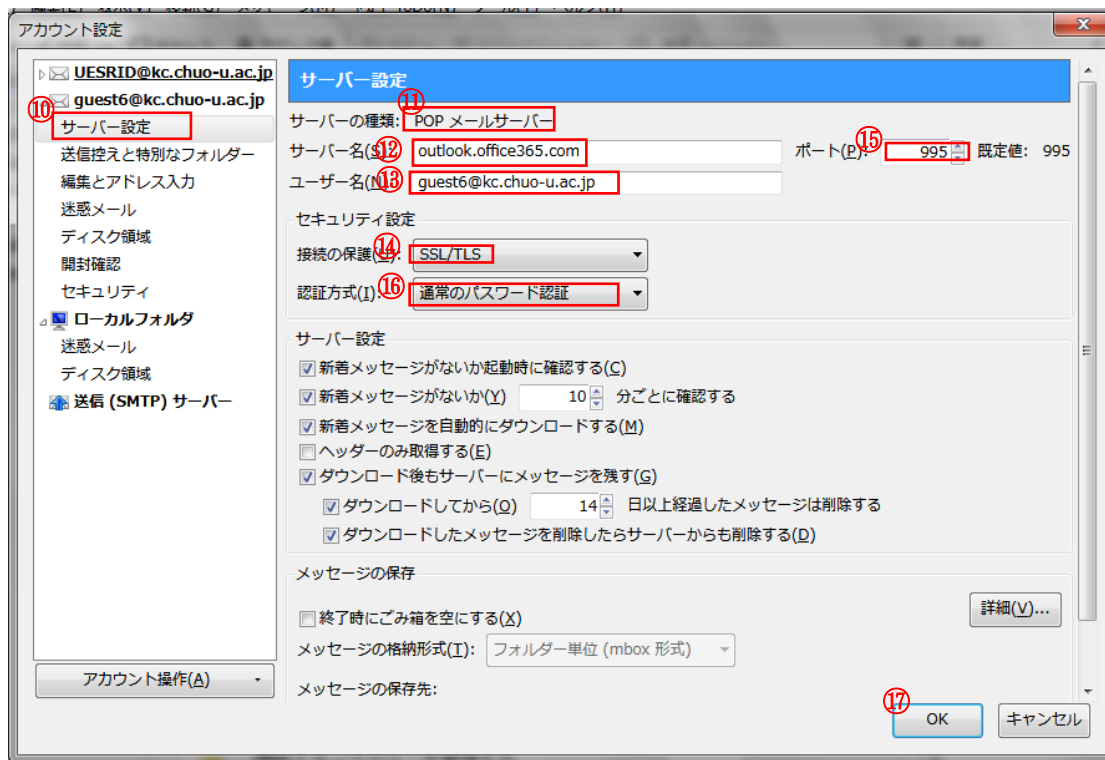 アカウント設定
UESRID@kc.chuo-u.ac.jp
guest6@kc.chuo-u.ac.jp
⑩
サーバー設定
送信控えと特別なフォルダー
編集とアドレス入力
迷惑メール
ディスク領域
開封確認
セキュリティ
ローカルフォルダ
迷惑メール
ディスク領域
送信 (SMTP) サーバー
アカウント操作(A)
サーバー設定
⑪
サーバーの種類: POP メールサーバー
サーバー名(S ⑫ outlook.office365.com ポート(P): ⑮ 995 既定値: 995
ユーザー名(N ⑬ guest6@kc.chuo-u.ac.jp
セキュリティ設定
接続の保護(U): ⑭ SSL/TLS
認証方式(I): ⑯ 通常のパスワード認証
サーバー設定
新着メッセージがないか起動時に確認する(C)
新着メッセージがないか(Y) 10 分ごとに確認する
新着メッセージを自動的にダウンロードする(M)
ヘッダーのみ取得する(E)
ダウンロード後もサーバーにメッセージを残す(G)
ダウンロードしてから(O) 14 日以上経過したメッセージは削除する
ダウンロードしたメッセージを削除したらサーバーからも削除する(D)
メッセージの保存
詳細(V)...
終了時にごみ箱を空にする(X)
メッセージの格納形式(T): フォルダー単位 (mbox 形式)
メッセージの保存先:
⑰
OK キャンセル